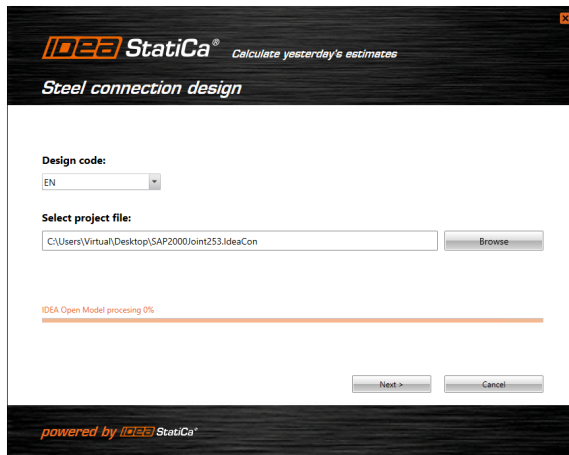 IDEA StatiCa® Calculate yesterday's estimates
Steel connection design
Design code:
EN
Select project file:
C:\Users\Virtual\Desktop\SAP2000Joint253.IdeaCon
Browse
IDEA Open Model procesing 0%
Next >
Cancel
powered by IDEA StatiCa®